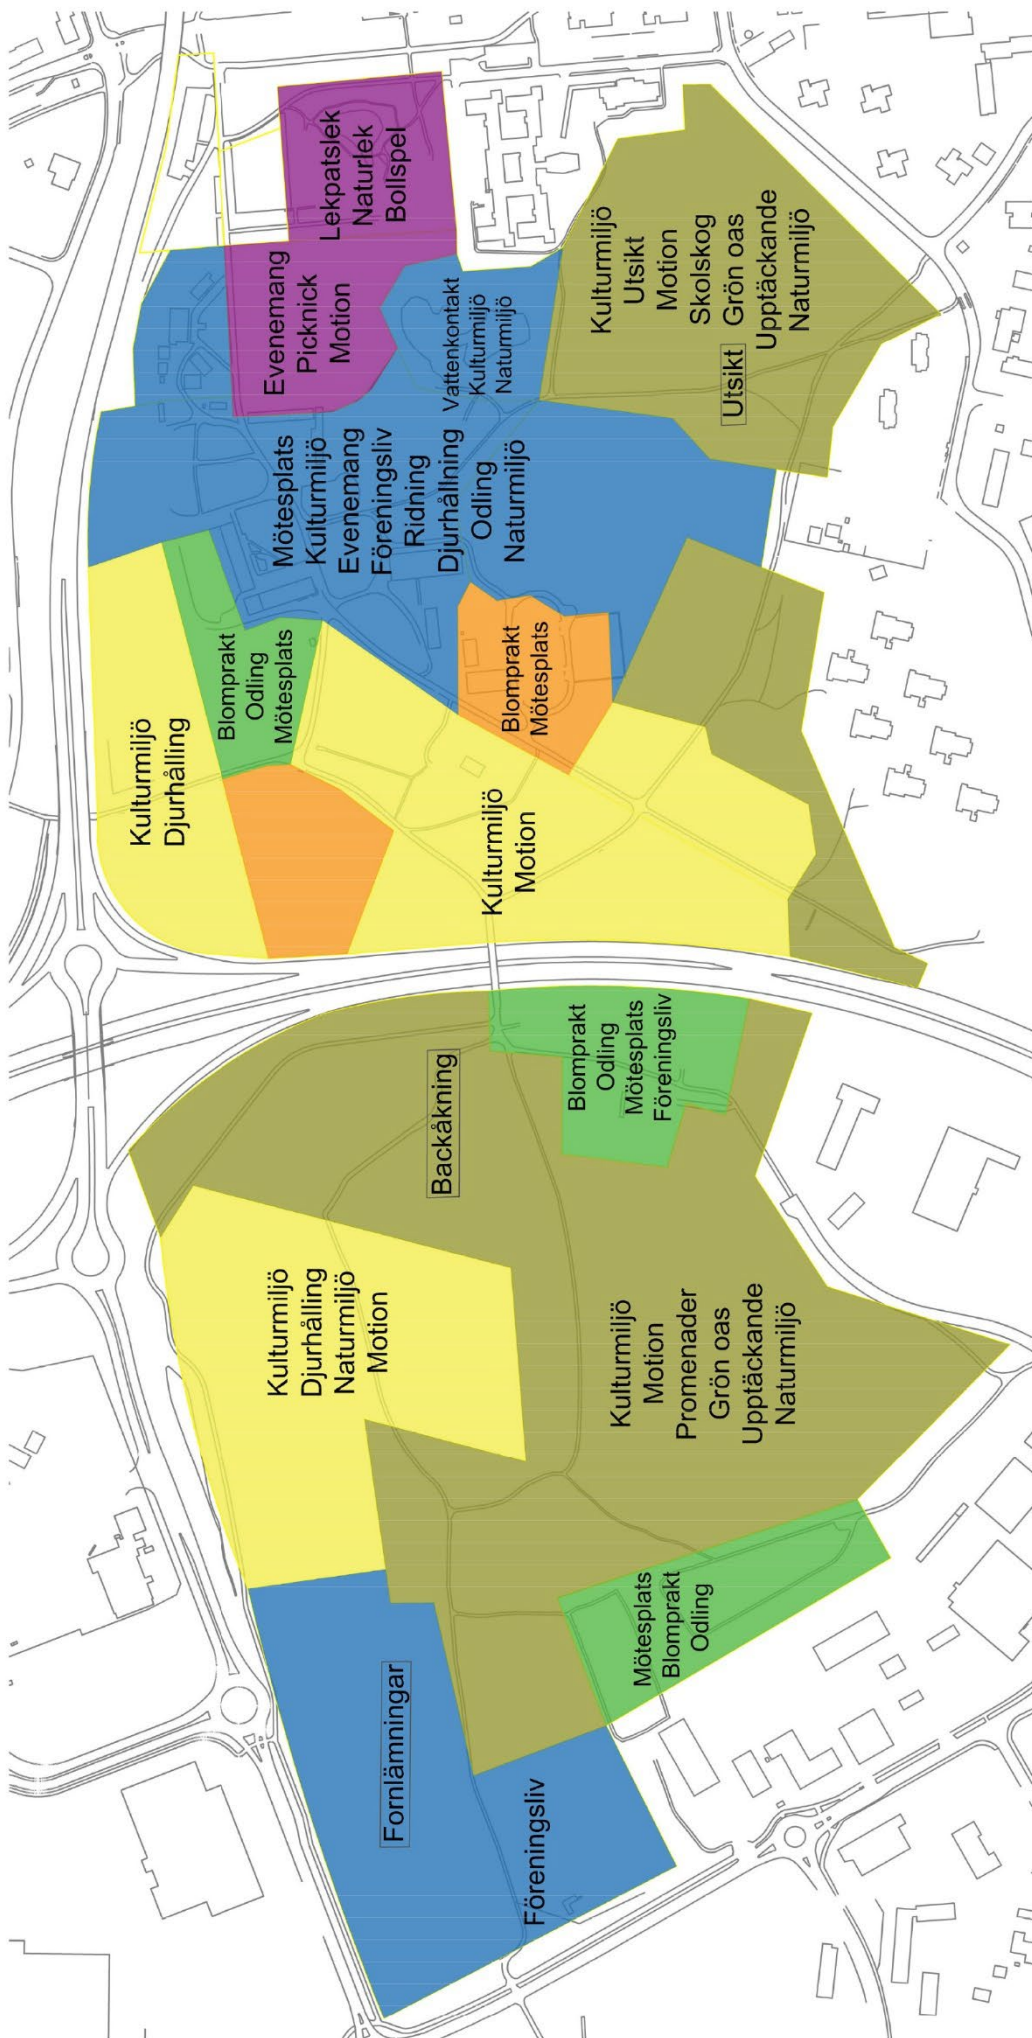 Lekpatslek
Naturlek
Bollspel
Evenemang
Picknick
Motion
Vattenkontakt
Kulturmiljö
Naturmiljö
Kulturmiljö
Utsikt
Motion
Skolskog
Grön oas
Upptäckande
Naturmiljö
Utsikt
Mötesplats
Kulturmiljö
Evenemang
Föreningsliv
Ridning
Djurhållning
Odling
Naturmiljö
Blomprakt
Odling
Mötesplats
Blomprakt
Mötesplats
Kulturmiljö
Djurhålling
Kulturmiljö
Motion
Blomprakt
Odling
Mötesplats
Föreningsliv
Backåkning
Kulturmiljö
Djurhålling
Naturmiljö
Motion
Kulturmiljö
Motion
Promenader
Grön oas
Upptäckande
Naturmiljö
Mötesplats
Blomprakt
Odling
Fornlämningar
Föreningsliv